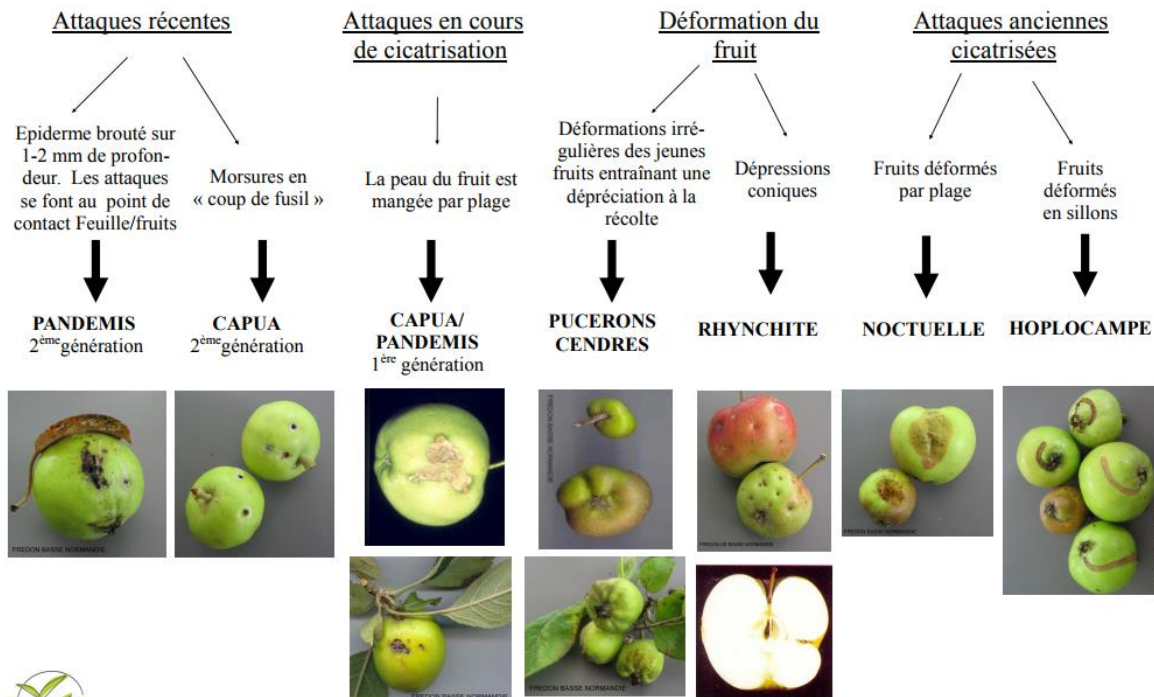 Attaques récentes
Attaques en cours
de cicatrisation
Déformation du
fruit
Attaques anciennes
cicatrisées
Epiderme brouté sur
1-2 mm de profon-
deur. Les attaques
se font au point de
contact Feuille/fruits
Morsures en
« coup de fusil »
La peau du fruit est
mangée par plage
Déformations irré-
gulières des jeunes
fruits entraînant une
dépréciation à la
récolte
Dépressions
coniques
Fruits déformés
par plage
Fruits
déformés
en sillons
PANDEMIS
2ème génération
CAPUA
2ème génération
CAPUA/
PANDEMIS
1ère génération
PUCERONS
CENDRES
RHYNCHITE
NOCTUELLE
HOPLOCAMPE
FREDON BASSE NORMANDIE
FREDON BASSE NORMANDIE
FREDON BASSE NORMANDIE
FREDON BASSE NORMANDIE
FREDON BASSE NORMANDIE
FREDON BASSE NORMANDIE
FREDON BASSE NORMANDIE